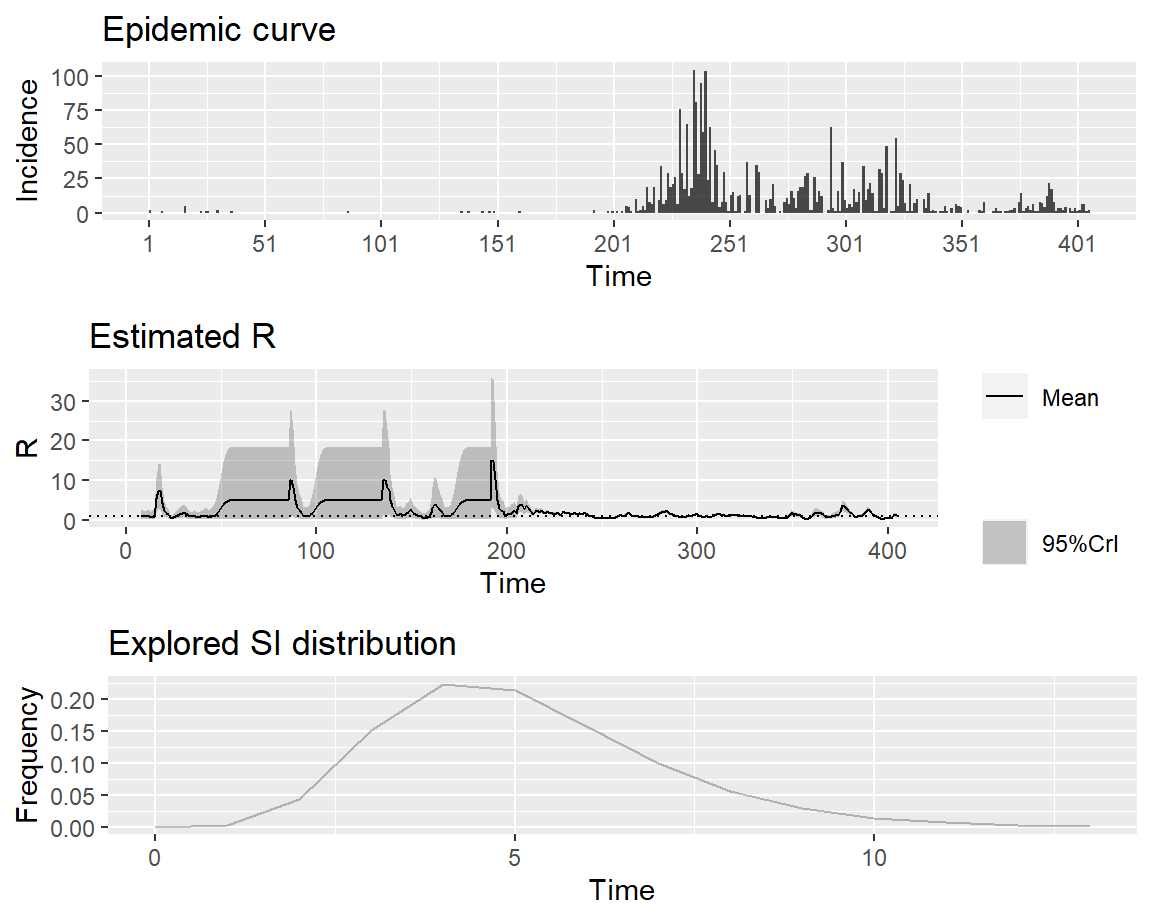 Epidemic curve
Incidence
100
75
50
25
0
1 51 101 151 201 251 301 351 401
Time
Estimated R
R
30
20
10
0
0 100 200 300 400
Time
Mean
95%CrI
Explored SI distribution
Frequency
0.20
0.15
0.10
0.05
0.00
0 5 10
Time